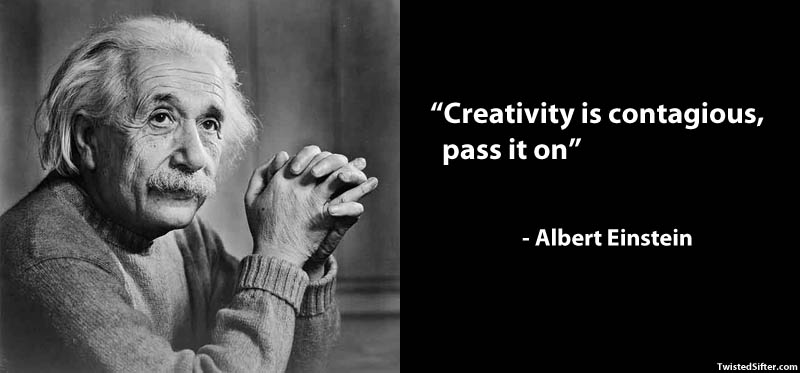 “Creativity is contagious,
pass it on”
- Albert Einstein
TwistedSifter.com